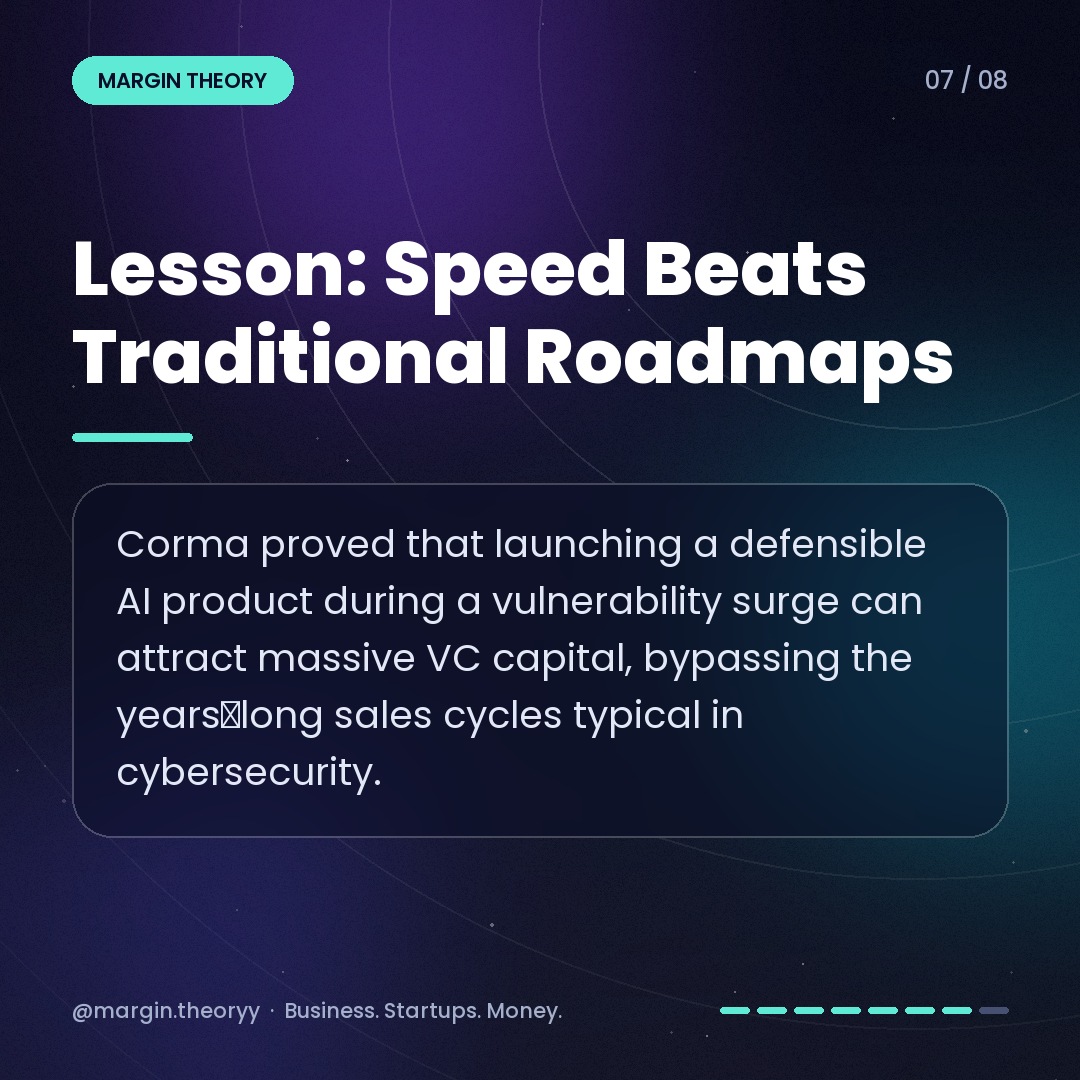 MARGIN THEORY
07 / 08
Lesson: Speed Beats
Traditional Roadmaps
Corma proved that launching a defensible
AI product during a vulnerability surge can
attract massive VC capital, bypassing the
years☒long sales cycles typical in
cybersecurity.
@margin.theoryy · Business. Startups. Money.